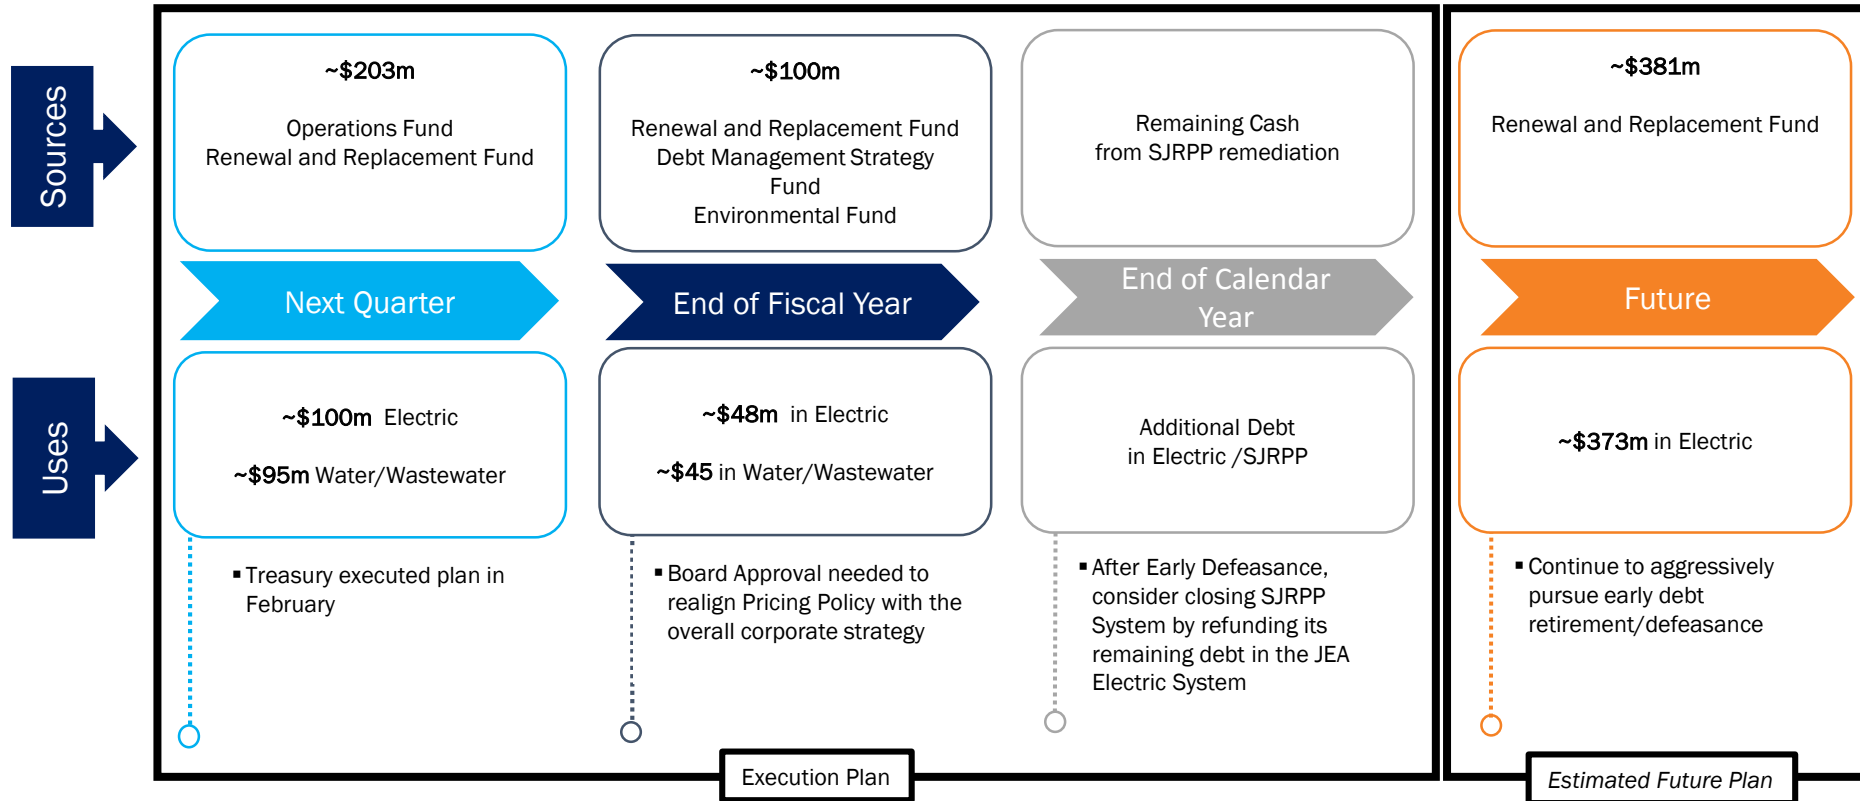 Sources
~$203m
Operations Fund
Renewal and Replacement Fund
~$100m
Renewal and Replacement Fund
Debt Management Strategy
Fund
Environmental Fund
Remaining Cash
from SJRPP remediation
~$381m
Renewal and Replacement Fund
Next Quarter
End of Fiscal Year
End of Calendar
Year
Future
Uses
~$100m Electric
~$95m Water/Wastewater
~$48m in Electric
~$45 in Water/Wastewater
Additional Debt
in Electric /SJRPP
~$373m in Electric
▪ Treasury executed plan in
February
▪ Board Approval needed to
realign Pricing Policy with the
overall corporate strategy
▪ After Early Defeasance,
consider closing SJRPP
System by refunding its
remaining debt in the JEA
Electric System
▪ Continue to aggressively
pursue early debt
retirement/defeasance
Execution Plan
Estimated Future Plan